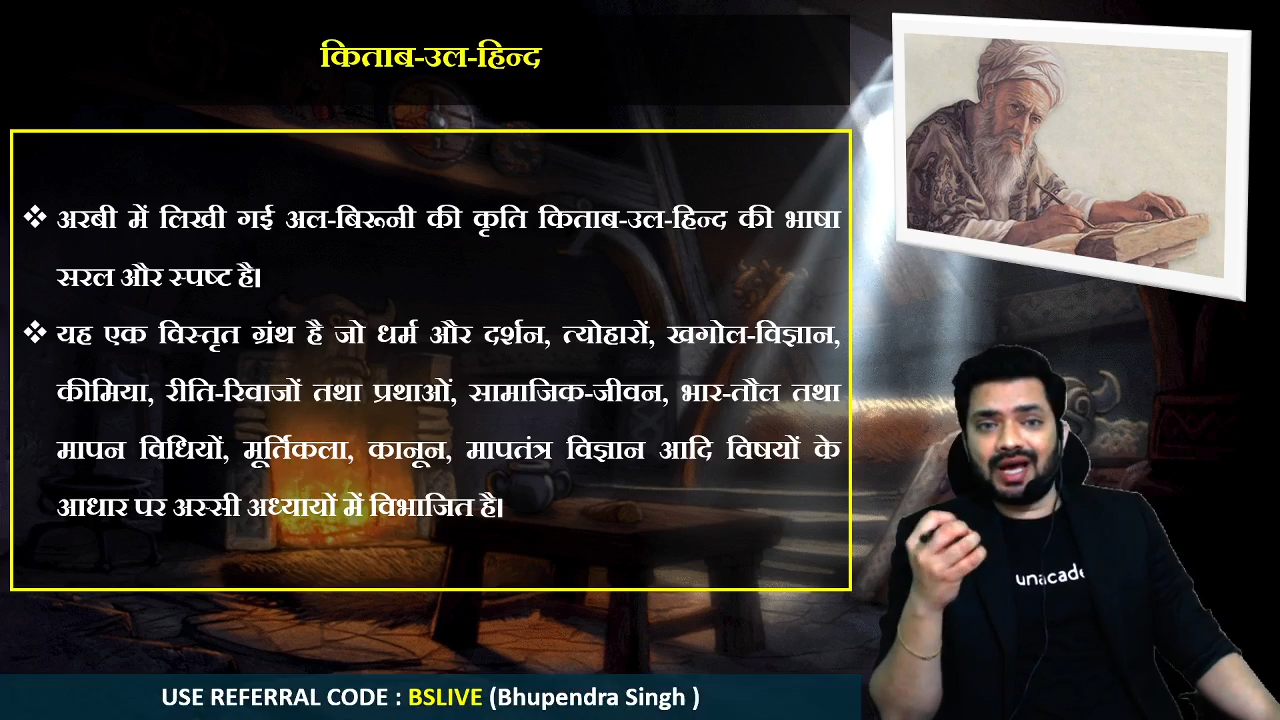 किताब-उल-हिन्द
❖ अरबी में लिखी गई अल-बिरूनी की कृति किताब-उल-हिन्द की भाषा
सरल और स्पष्ट है।
❖ यह एक विस्तृत ग्रंथ है जो धर्म और दर्शन, त्योहारों, खगोल-विज्ञान,
कीमिया, रीति-रिवाजों तथा प्रथाओं, सामाजिक-जीवन, भार-तौल तथा
मापन विधियों, मूर्तिकला, कानून, मापतंत्र विज्ञान आदि विषयों के
आधार पर अस्सी अध्यायों में विभाजित है।
unacade
USE REFERRAL CODE : BSLIVE (Bhupendra Singh )